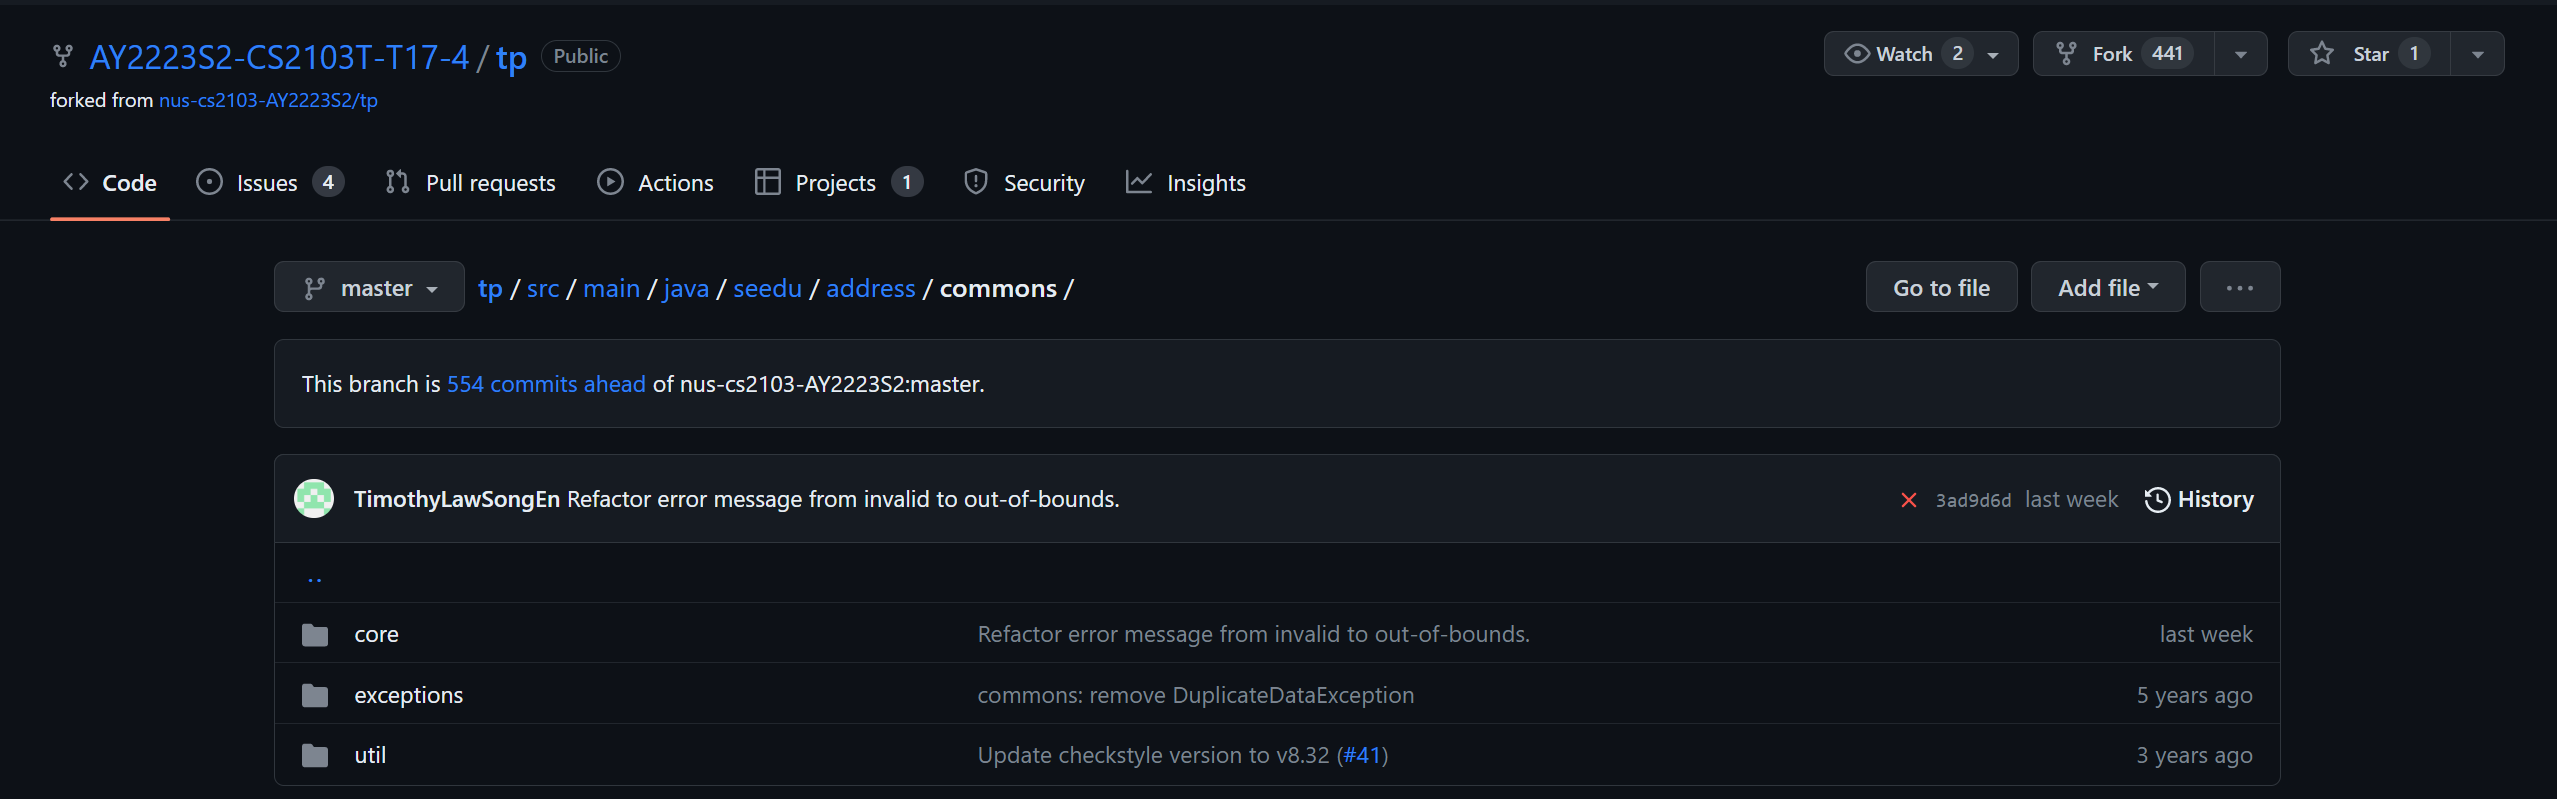 AY2223S2-CS2103T-T17-4 / tp Public Watch 2 Fork 441 Star 1
forked from nus-cs2103-AY2223S2/tp
Code Issues 4 Pull requests Actions Projects 1 Security Insights
master tp / src / main / java / seedu / address / commons / Go to file Add file ...
This branch is 554 commits ahead of nus-cs2103-AY2223S2:master.
TimothyLawSongEn Refactor error message from invalid to out-of-bounds. 3ad9d6d last week History
..
core Refactor error message from invalid to out-of-bounds. last week
exceptions commons: remove DuplicateDataException 5 years ago
util Update checkstyle version to v8.32 (#41) 3 years ago